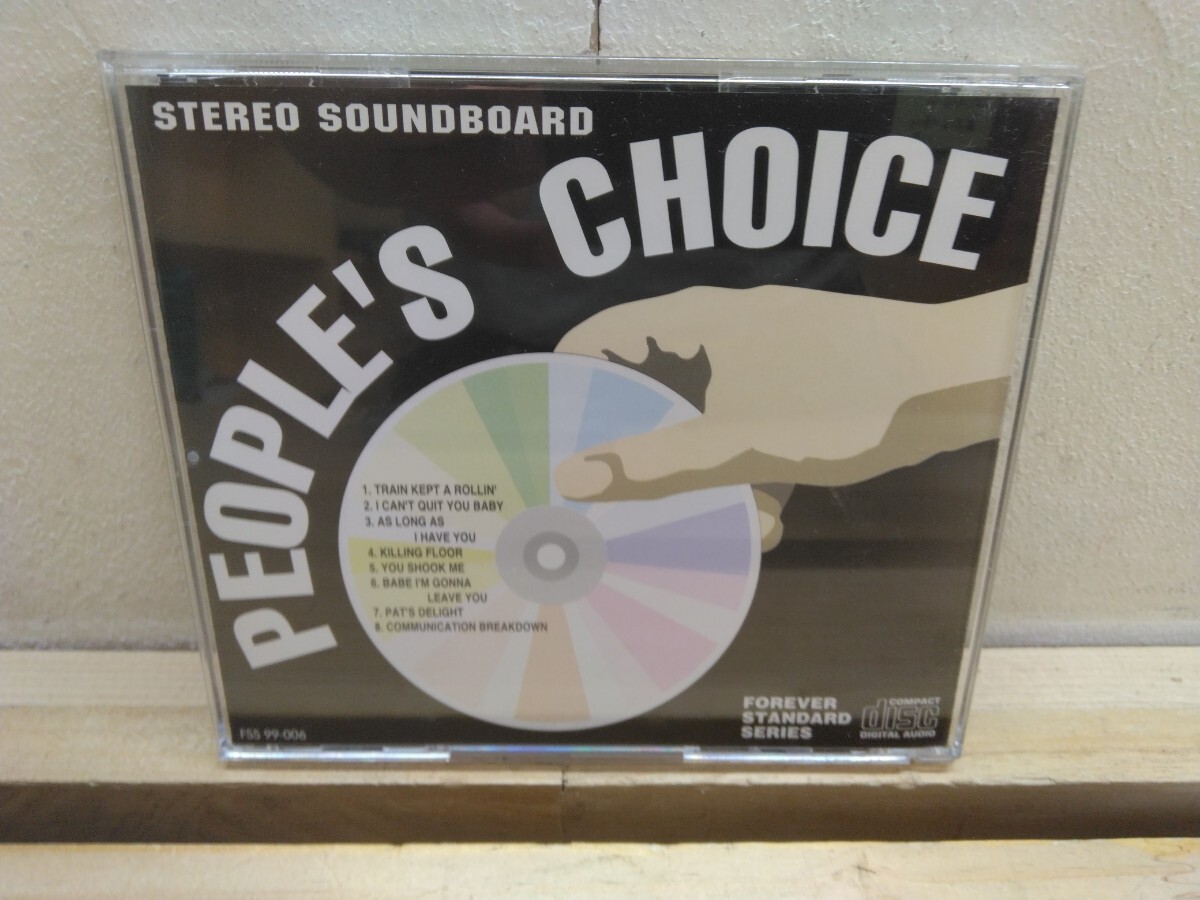 STEREO SOUNDBOARD
PEOPLE'S CHOICE
1. TRAIN KEPT A ROLLIN'
2. I CAN'T QUIT YOU BABY
3. AS LONG AS
I HAVE YOU
4. KILLING FLOOR
5. YOU SHOOK ME
6. BABE I'M GONNA
LEAVE YOU
7. PAT'S DELIGHT
8. COMMUNICATION BREAKDOWN
FSS 99-006
FOREVER
STANDARD
SERIES
COMPACT
disc
DIGITAL AUDIO